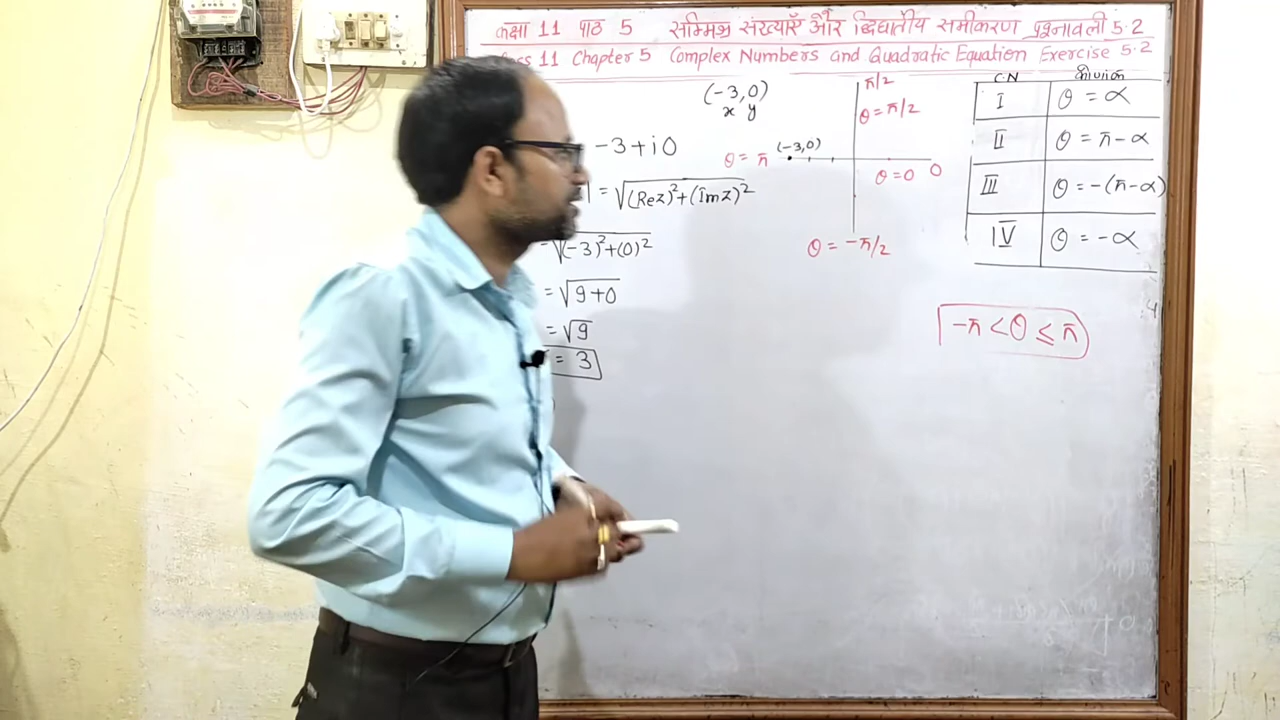 कक्षा 11 पाठ 5 सम्मिश्र संख्याएँ और द्विघातीय समीकरण प्रश्नावली 5.2
11 Chapter 5 Complex Numbers and Quadratic Equation Exercise 5.2
(-3,0)
x y
-3+i0
= √(Rez)²+(Imz)²
√(-3)²+(0)²
= √9+0
= √9
= 3
π/2
θ = π/2
(-3,0)
θ = π
θ = 0 0
θ = -π/2
C.N
I θ = α
II θ = π-α
III θ = -(π-α)
IV θ = -α
-π < θ ≤ π